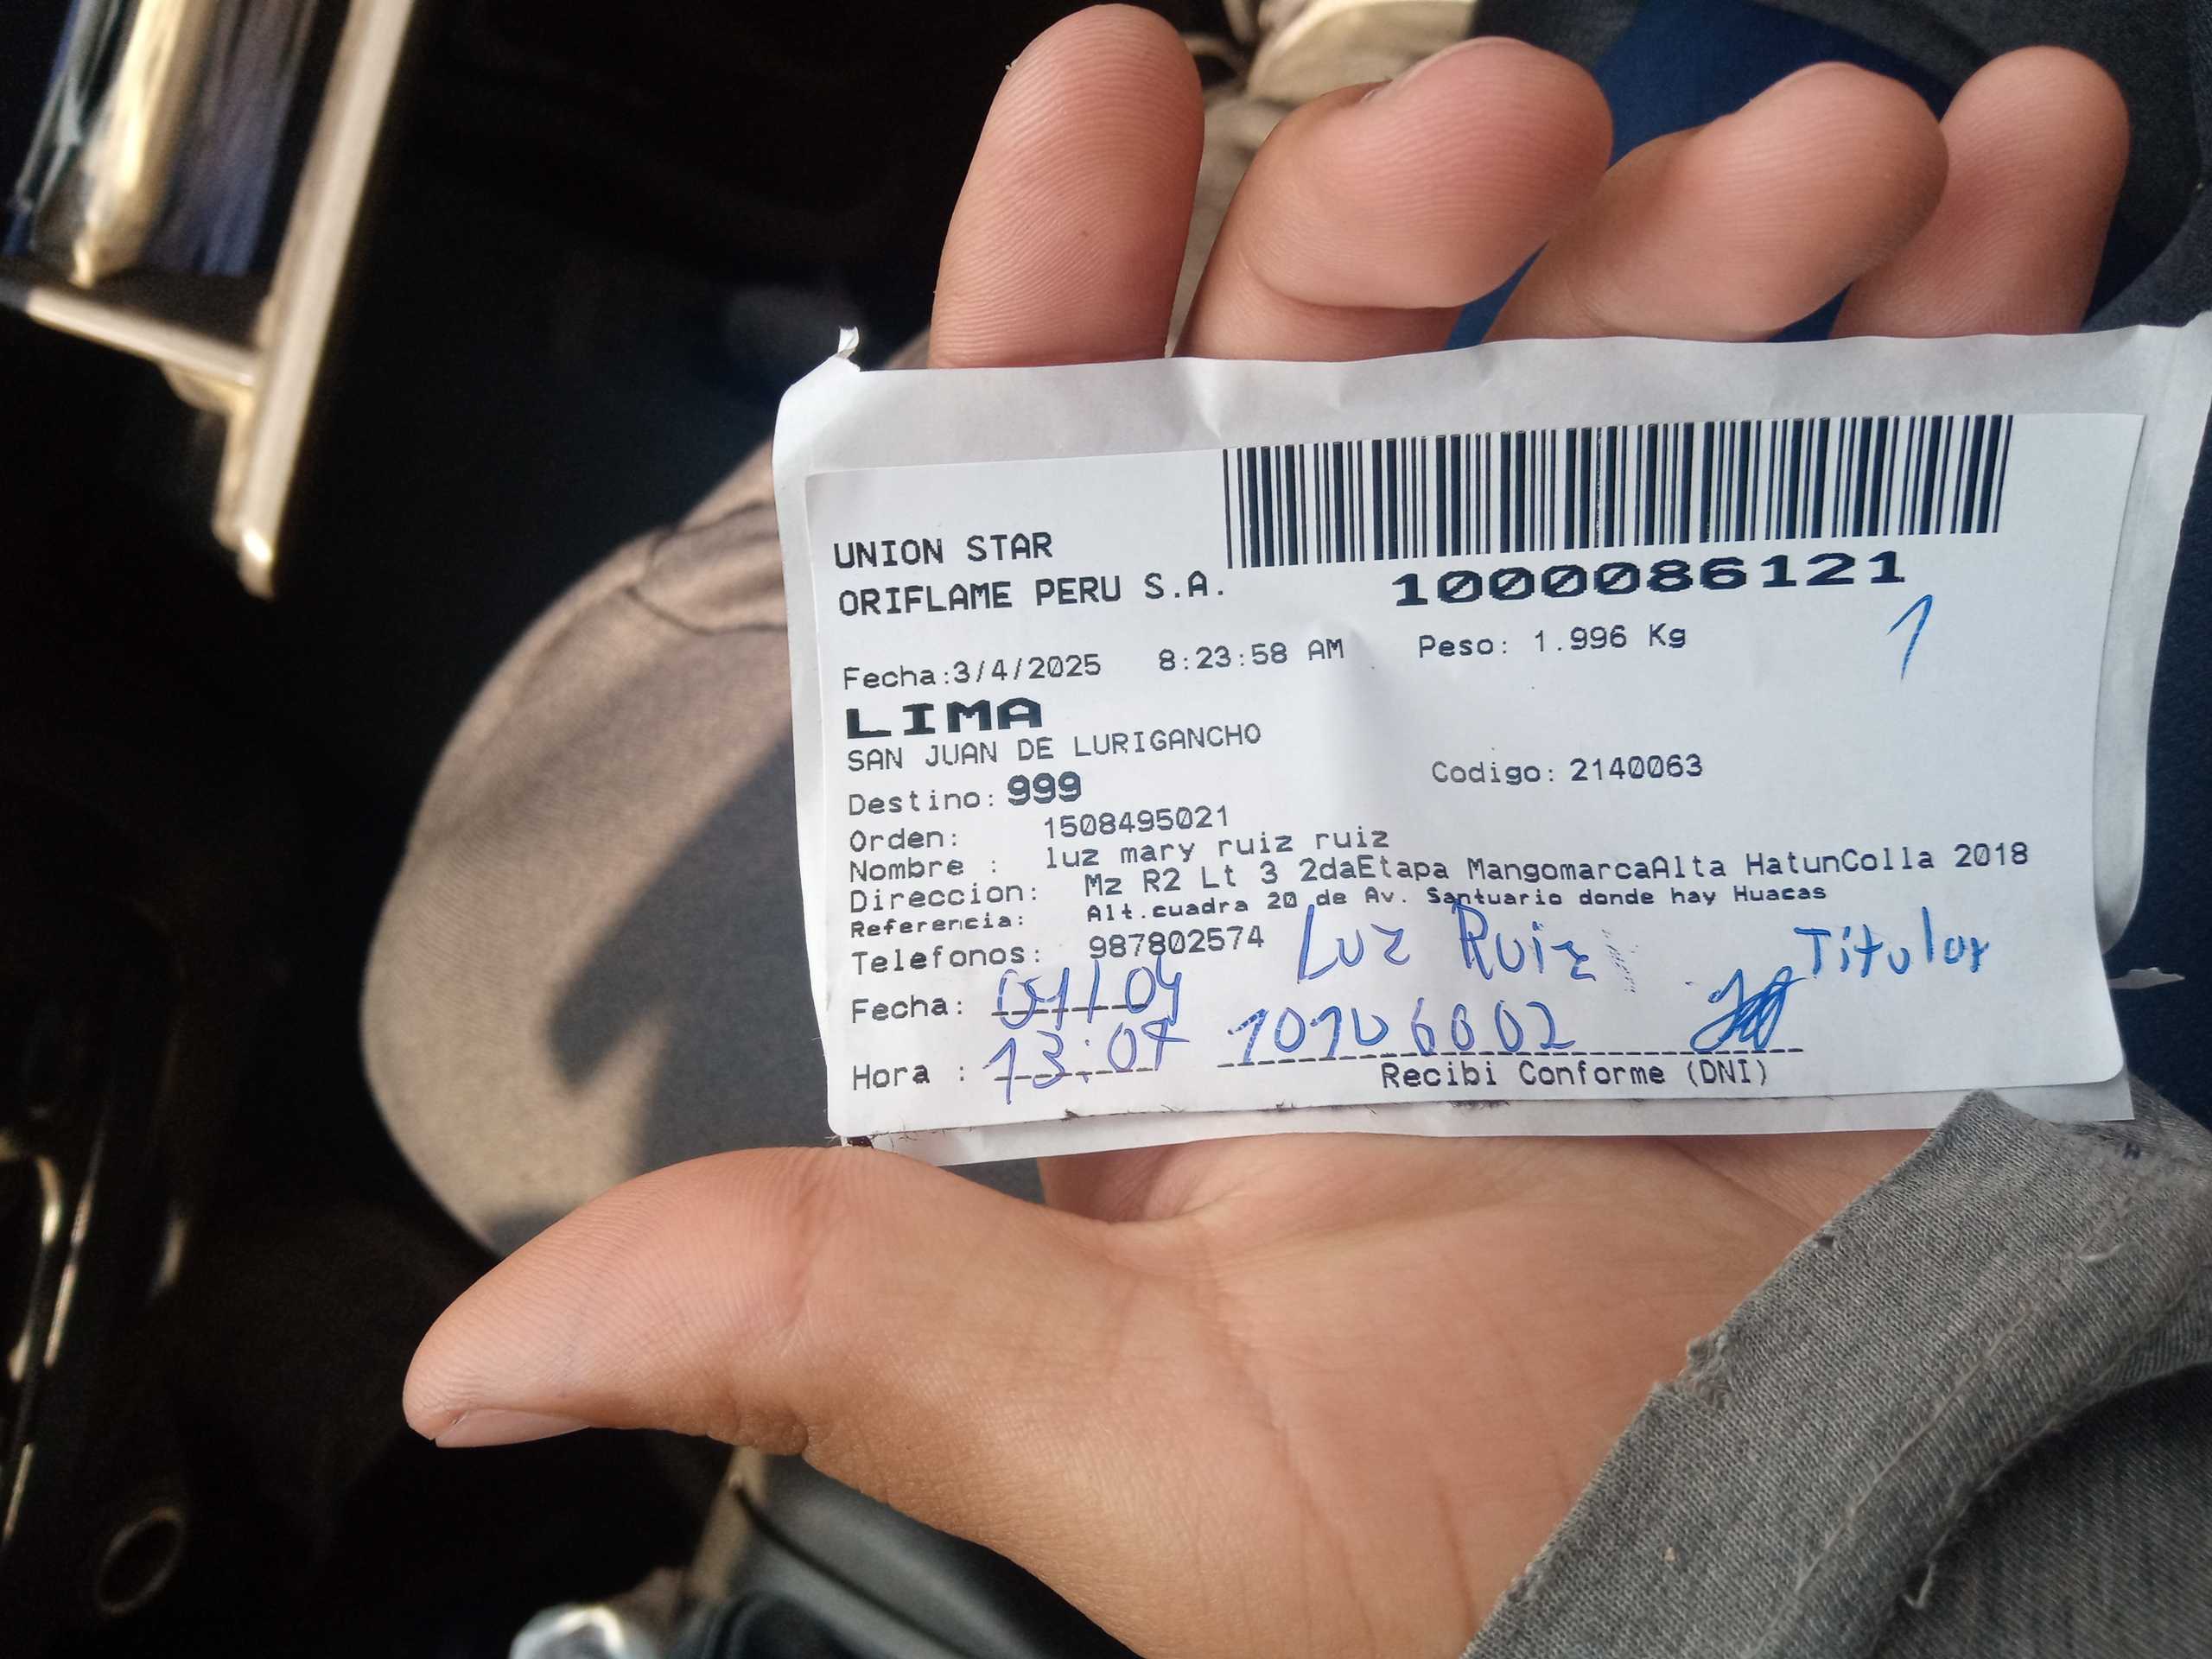 UNION STAR
ORIFLAME PERU S.A.
1000086121
1
Fecha:3/4/2025 8:23:58 AM Peso: 1.996 Kg
LIMA
SAN JUAN DE LURIGANCHO
Destino: 999 Codigo: 2140063
Orden: 1508495021
Nombre : luz mary ruiz ruiz
Direccion: Mz R2 Lt 3 2daEtapa MangomarcaAlta HatunColla 2018
Referencia: Alt.cuadra 20 de Av. Santuario donde hay Huacas
Telefonos: 987802574 Luz Ruiz Titular
Fecha: /04
Hora : 13:07
Recibi Conforme (DNI)